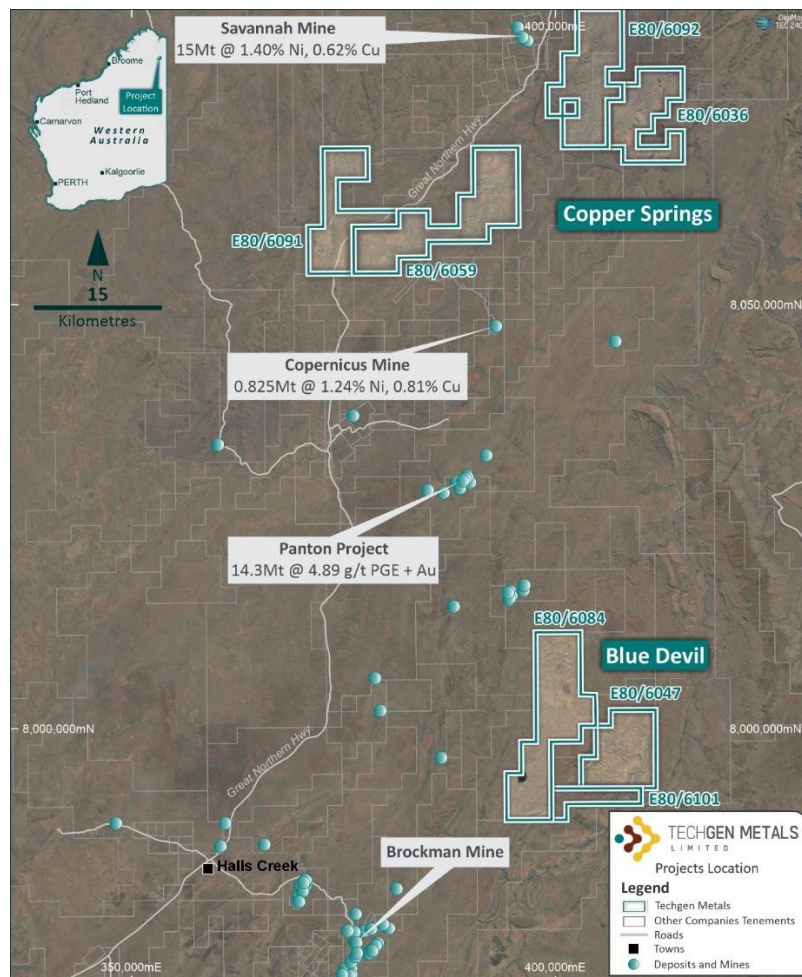 Savannah Mine
15Mt @ 1.40% Ni, 0.62% Cu
400,000mE
E80/6092
TEC 240
Broome
Port
Hedland
Project
Location
Carnarvon
Western
Australia
Kalgoorlie
PERTH
E80/6036
Great Northern Hwy
Copper Springs
E80/6091
E80/6059
N
15
Kilometres
8,050,000mN
Copernicus Mine
0.825Mt @ 1.24% Ni, 0.81% Cu
Panton Project
14.3Mt @ 4.89 g/t PGE + Au
E80/6084
Blue Devil
E80/6047
8,000,000mN
8,000,000mN
Great Northern Hwy
E80/6101
Halls Creek
Brockman Mine
350,000mE
400,000mE
TECHGEN METALS
LIMITED
Projects Location
Legend
Techgen Metals
Other Companies Tenements
Roads
Towns
Deposits and Mines